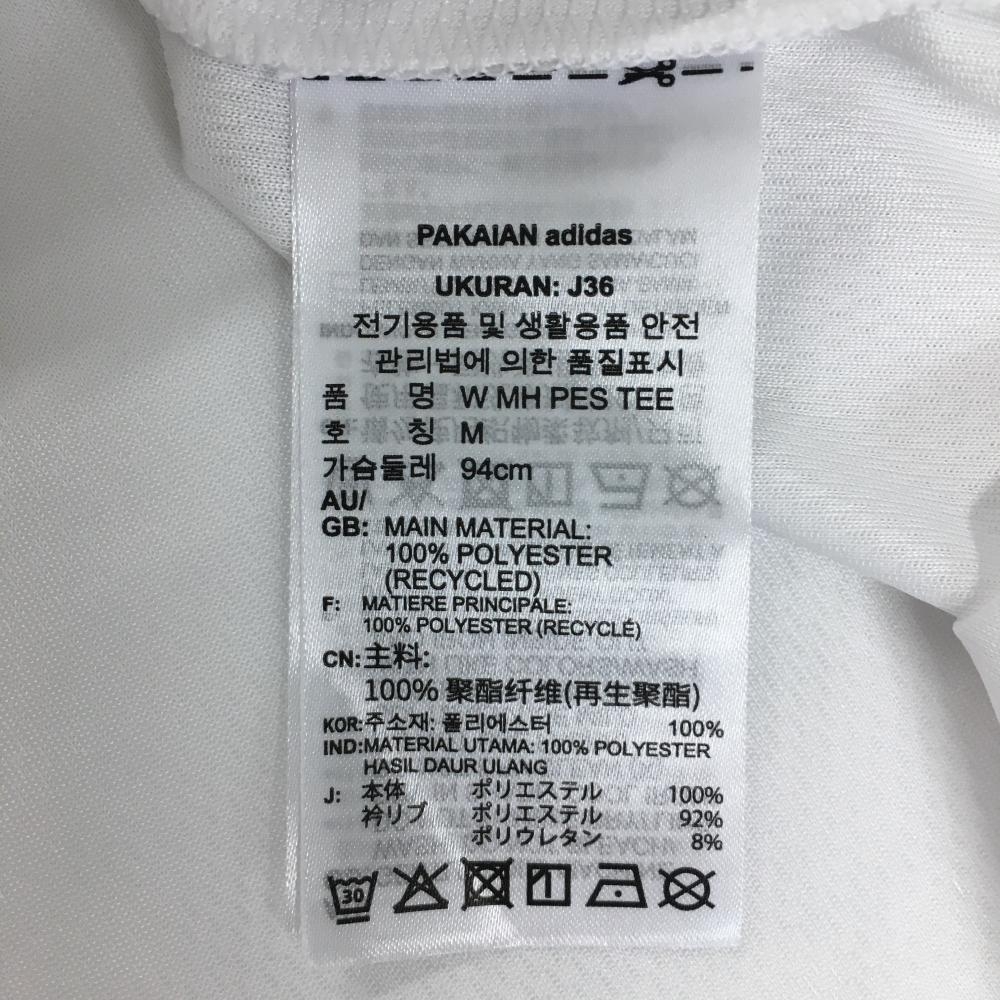 PAKAIAN adidas
UKURAN: J36
전기용품 및 생활용품 안전
관리법에 의한 품질표시
품 명 W MH PES TEE
호 칭 M
가슴둘레 94cm
AU/
GB: MAIN MATERIAL:
100% POLYESTER
(RECYCLED)
F: MATIERE PRINCIPALE:
100% POLYESTER (RECYCLÉ)
CN: 主料:
100% 聚酯纤维(再生聚酯)
KOR: 주소재: 폴리에스터 100%
IND: MATERIAL UTAMA: 100% POLYESTER
HASIL DAUR ULANG
J: 本体 ポリエステル 100%
衿リブ ポリエステル 92%
ポリウレタン 8%
30